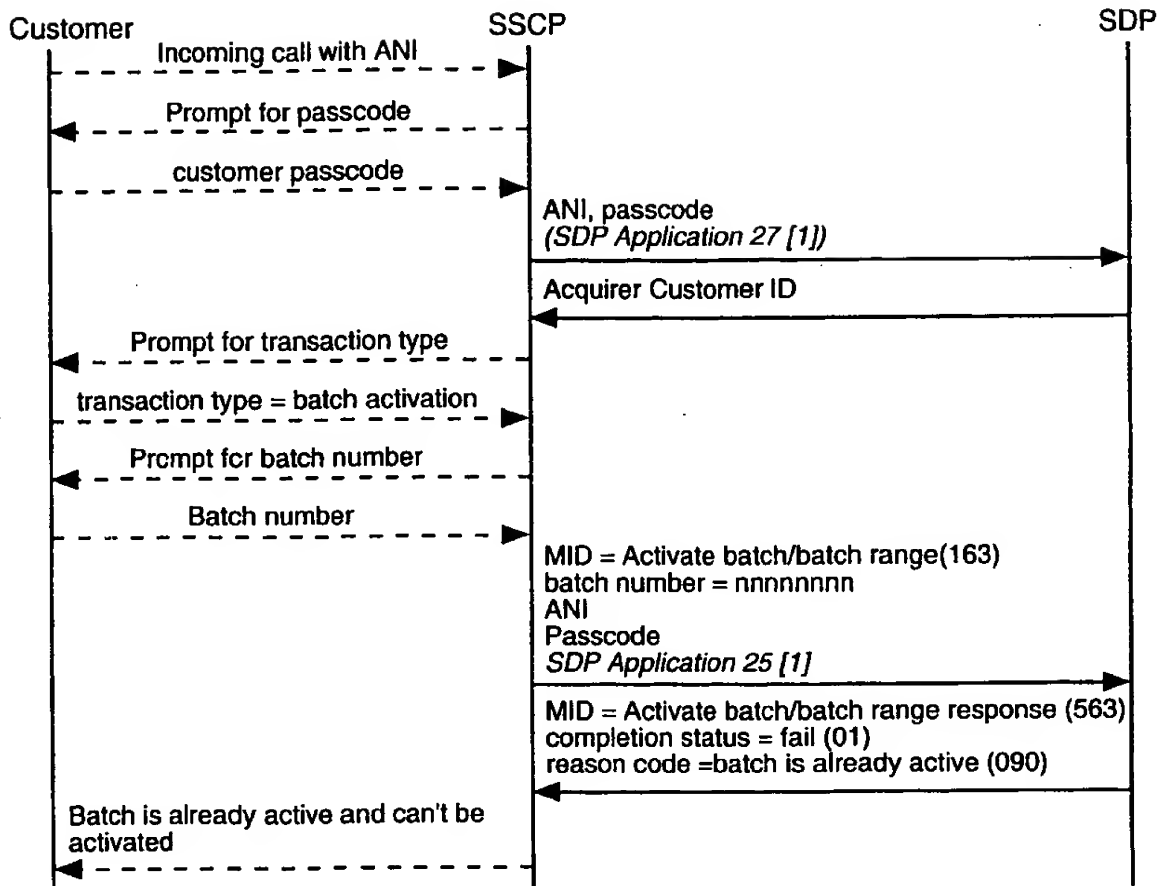 Customer
SSCP
SDP
Incoming call with ANI
Prompt for passcode
customer passcode
ANI, passcode
(SDP Application 27 [1])
Acquirer Customer ID
Prompt for transaction type
transaction type = batch activation
Prompt for batch number
Batch number
MID = Activate batch/batch range(163)
batch number = nnnnnnnnn
ANI
Passcode
SDP Application 25 [1]
MID = Activate batch/batch range response (563)
completion status = fail (01)
reason code =batch is already active (090)
Batch is already active and can't be
activated